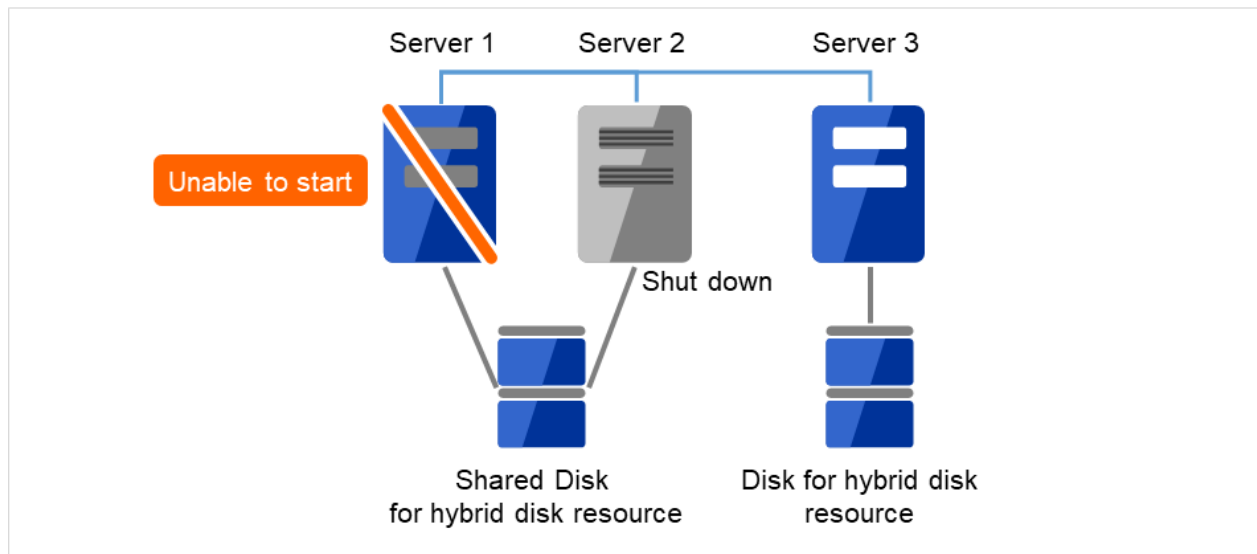 Server 1
Server 2
Server 3
Unable to start
Shut down
Shared Disk
for hybrid disk resource
Disk for hybrid disk
resource